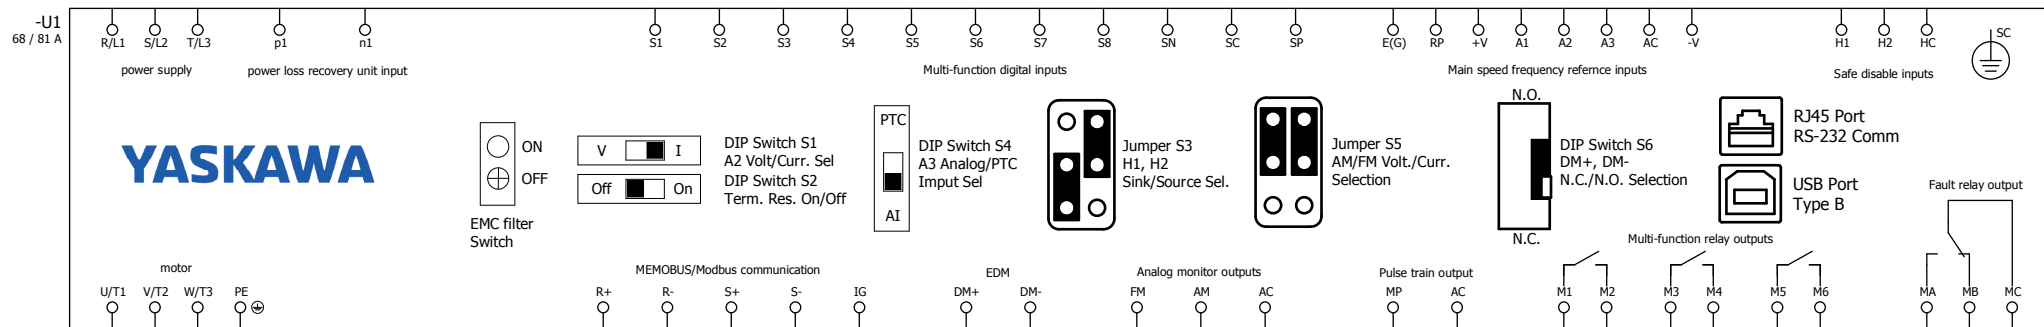 -U1
68 / 81 A
R/L1 S/L2 T/L3 p1 n1 S1 S2 S3 S4 S5 S6 S7 S8 SN SC SP E(G) RP +V A1 A2 A3 AC -V H1 H2 HC SC
power supply power loss recovery unit input Multi-function digital inputs Main speed frequency refernce inputs Safe disable inputs
YASKAWA
ON
OFF
EMC filter
Switch
V I
DIP Switch S1
A2 Volt/Curr. Sel
Off On
DIP Switch S2
Term. Res. On/Off
PTC
AI
DIP Switch S4
A3 Analog/PTC
Imput Sel
Jumper S3
H1, H2
Sink/Source Sel.
Jumper S5
AM/FM Volt./Curr.
Selection
N.O.
N.C.
DIP Switch S6
DM+, DM-
N.C./N.O. Selection
RJ45 Port
RS-232 Comm
USB Port
Type B
Fault relay output
Multi-function relay outputs
motor MEMOBUS/Modbus communication EDM Analog monitor outputs Pulse train output
U/T1 V/T2 W/T3 PE R+ R- S+ S- IG DM+ DM- FM AM AC MP AC M1 M2 M3 M4 M5 M6 MA MB MC